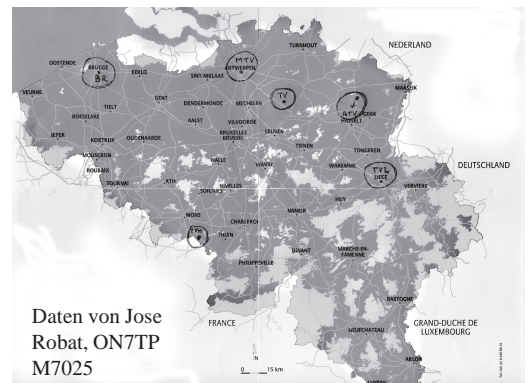 TURNHOUT
NEDERLAND
OOSTENDE
BRUGGE
BR
EEKLO
MTV
ANTWERPEN
SINT-NIKLAAS
MAASEIK
VEURNE
TIELT
GENT
DENDERMONDE
MECHELEN
TV
ATV
GENK
HASSELT
ROESELARE
AALST
VILVOORDE
IEPER
KORTRIJK
OUDENAARDE
BRUXELLES
BRUSSEL
LEUVEN
TIENEN
TONGEREN
MOUSCRON
HALLE
WAVRE
WAREMME
TVL
LIEGE
DEUTSCHLAND
ROUBAIX
TOURNAI
ATH
SOIGNIES
NIVELLES
VERVIERS
HUY
MONS
CHARLEROI
NAMUR
THUIN
DINANT
MARCHE-EN-
FAMENNE
PHILIPPEVILLE
BASTOGNE
FRANCE
NEUFCHATEAU
GRAND-DUCHE DE
LUXEMBOURG
ARLON
N
0 15 km
Daten von Jose
Robat, ON7TP
M7025